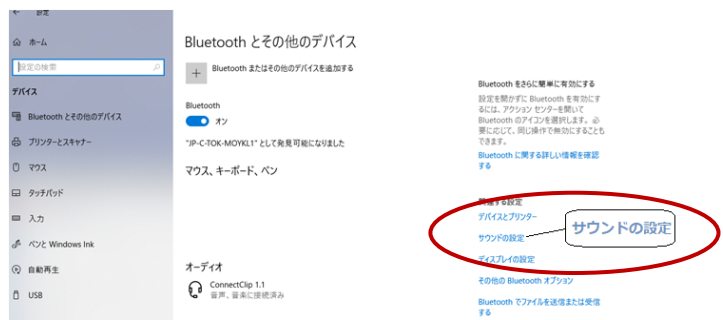 設定
ホーム
設定の検索
デバイス
Bluetooth とその他のデバイス
プリンターとスキャナー
マウス
タッチパッド
入力
ペンと Windows Ink
自動再生
USB
Bluetooth とその他のデバイス
Bluetooth またはその他のデバイスを追加する
Bluetooth
オン
"JP-C-TOK-MOYKL1" として発見可能になりました
マウス、キーボード、ペン
オーディオ
ConnectClip 1.1
音声、音楽に接続済み
Bluetooth をさらに簡単に有効にする
設定を開かずに Bluetooth を有効にす
るには、アクション センターを開いて
Bluetooth のアイコンを選択します。必
要に応じて、同じ操作で無効にすることも
できます。
Bluetooth に関する詳しい情報を確認
する
関連する設定
デバイスとプリンター
サウンドの設定
サウンドの設定
ディスプレイの設定
その他の Bluetooth オプション
Bluetooth でファイルを送信または受信
する